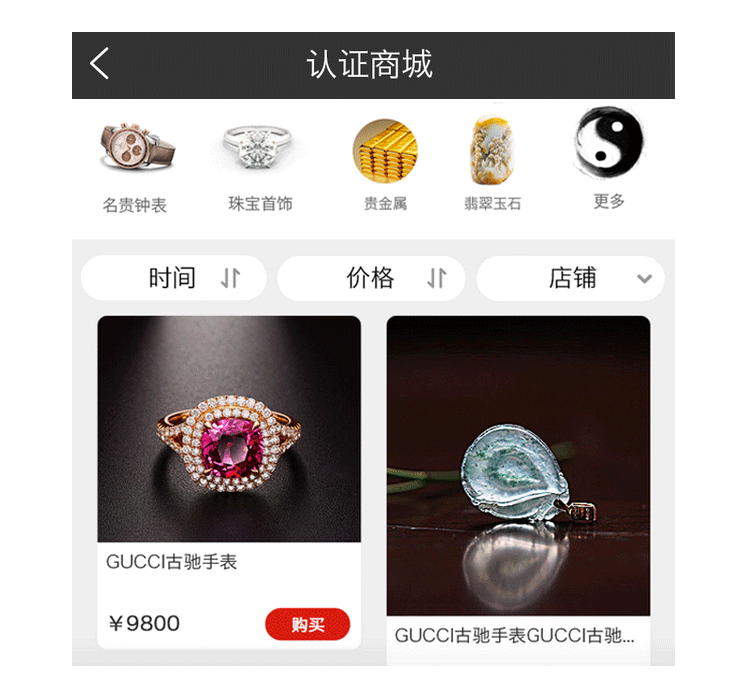 认证商城
名贵钟表
珠宝首饰
贵金属
翡翠玉石
更多
时间
价格
店铺
GUCCI古驰手表
¥9800
购买
GUCCI古驰手表GUCCI古驰...